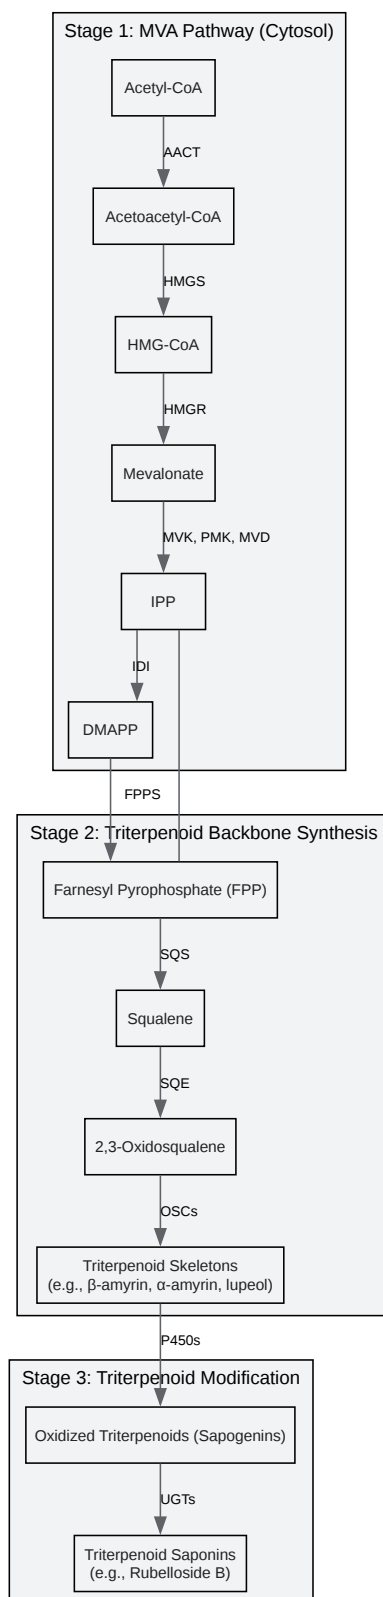 Stage 1: MVA Pathway (Cytosol)
Acetyl-CoA
AACT
Acetoacetyl-CoA
HMGS
HMG-CoA
HMGR
Mevalonate
MVK, PMK, MVD
IPP
IDI
DMAPP
FPPS
Stage 2: Triterpenoid Backbone Synthesis
Farnesyl Pyrophosphate (FPP)
SQS
Squalene
SQE
2,3-Oxidosqualene
OSCs
Triterpenoid Skeletons
(e.g., β-amyrin, α-amyrin, lupeol)
P450s
Stage 3: Triterpenoid Modification
Oxidized Triterpenoids (Sapogenins)
UGTs
Triterpenoid Saponins
(e.g., Rubelloside B)